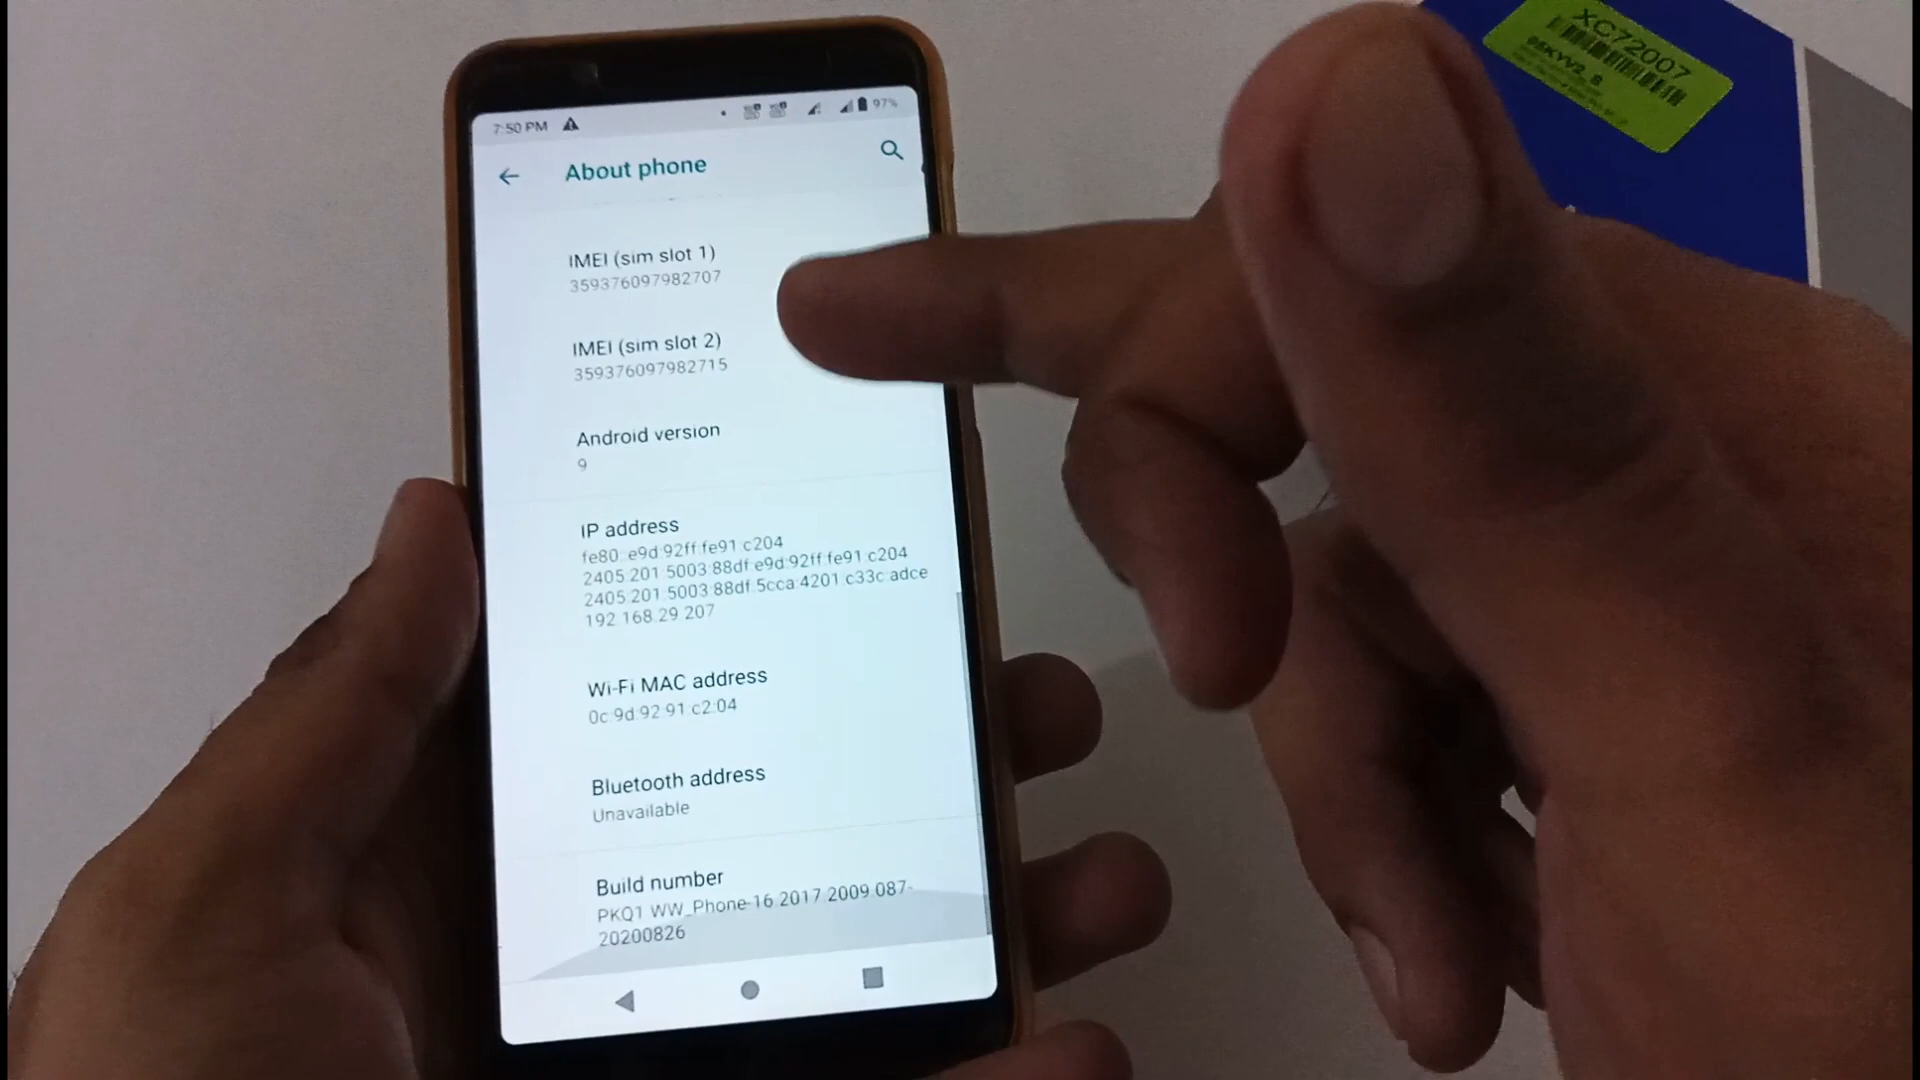 XC72007
7:50 PM
97%
About phone
IMEI (sim slot 1)
359376097982707
IMEI (sim slot 2)
359376097982715
Android version
9
IP address
fe80::e9d:92ff:fe91:c204
2405:201:5003:88df:e9d:92ff:fe91:c204
2405:201:5003:88df:5cca:4201:c33c:adce
192.168.29.207
Wi-Fi MAC address
0c:9d:92:91:c2:04
Bluetooth address
Unavailable
Build number
PKQ1.WW_Phone-16.2017.2009.087-
20200826